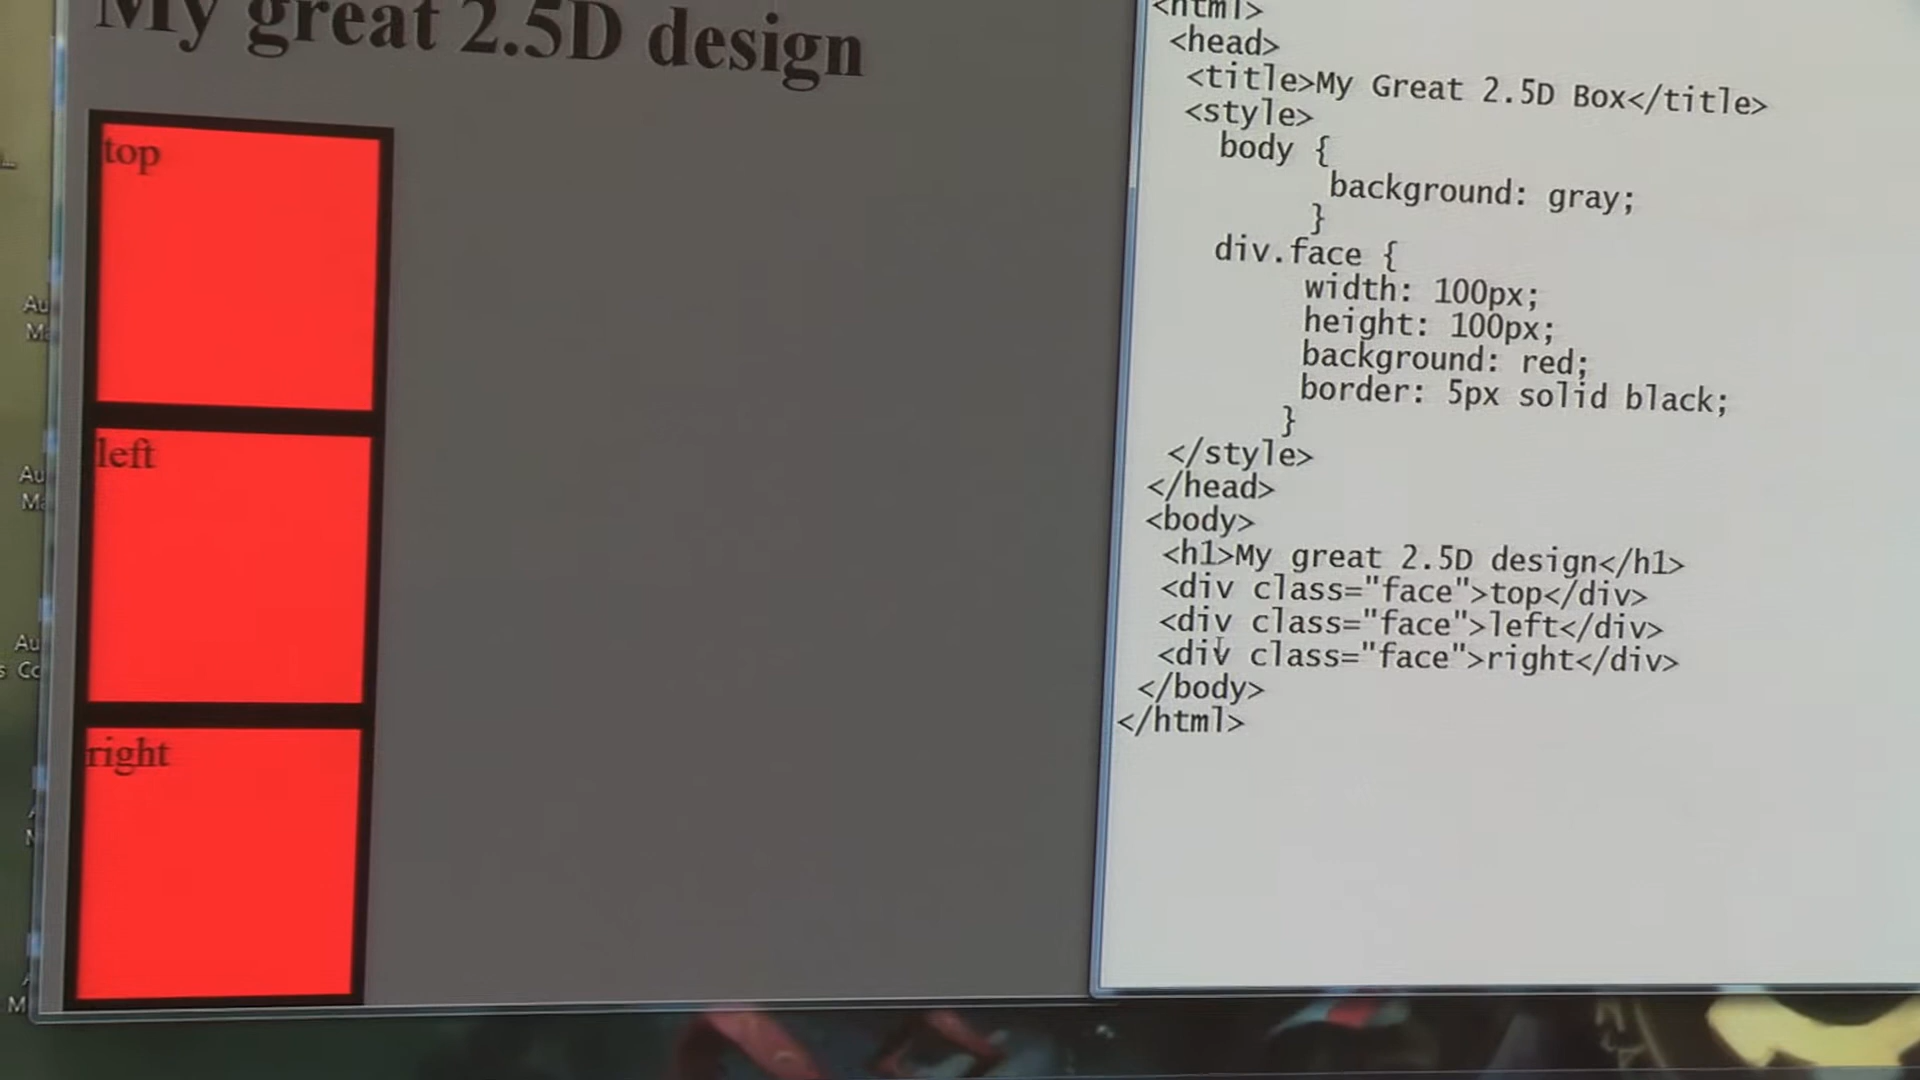 My great 2.5D design
top
left
right
<html>
<head>
<title>My Great 2.5D Box</title>
<style>
body {
background: gray;
}
div.face {
width: 100px;
height: 100px;
background: red;
border: 5px solid black;
}
</style>
</head>
<body>
<h1>My great 2.5D design</h1>
<div class="face">top</div>
<div class="face">left</div>
<div class="face">right</div>
</body>
</html>